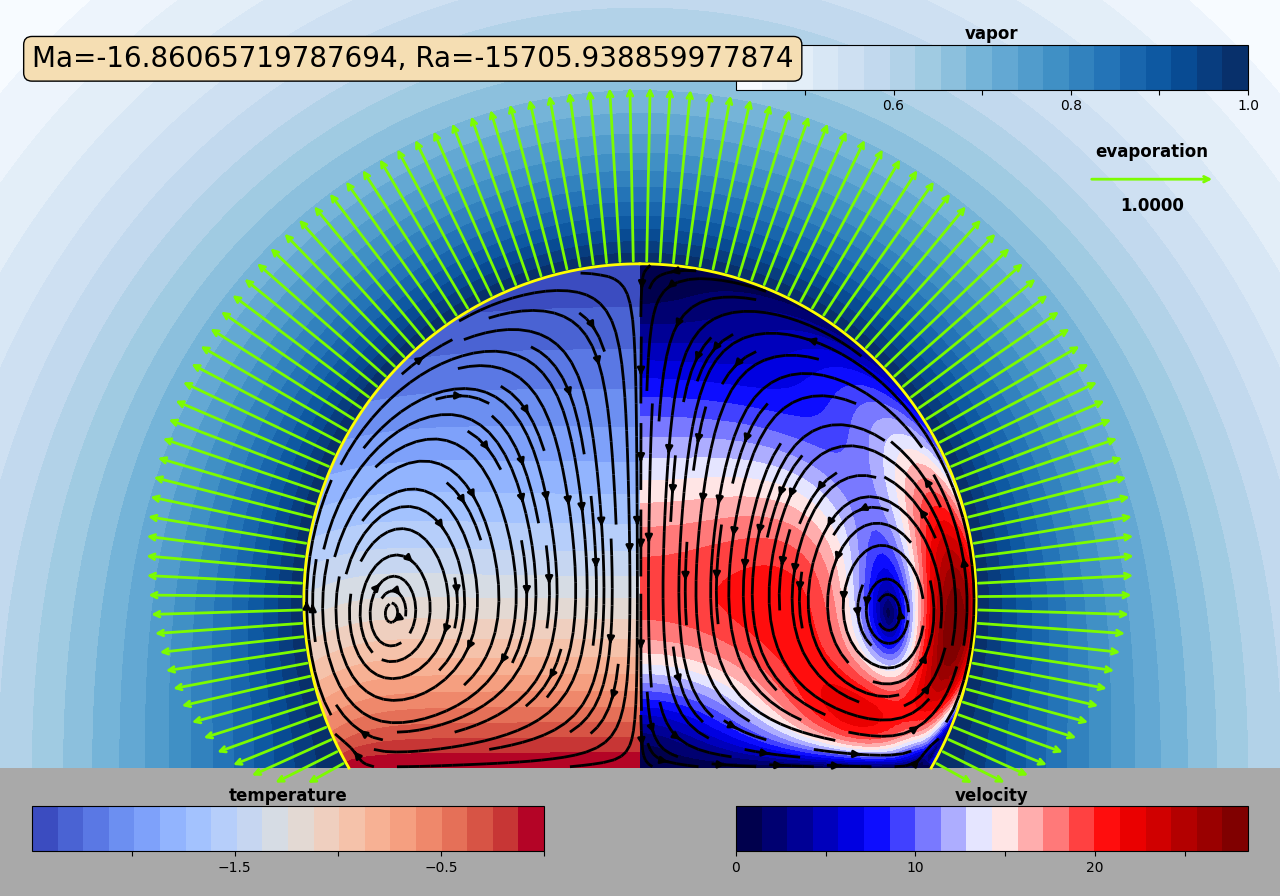 Ma=-16.86065719787694, Ra=-15705.938859977874
vapor
0.6 0.8 1.0
evaporation
1.0000
temperature
−1.5 −0.5
velocity
0 10 20